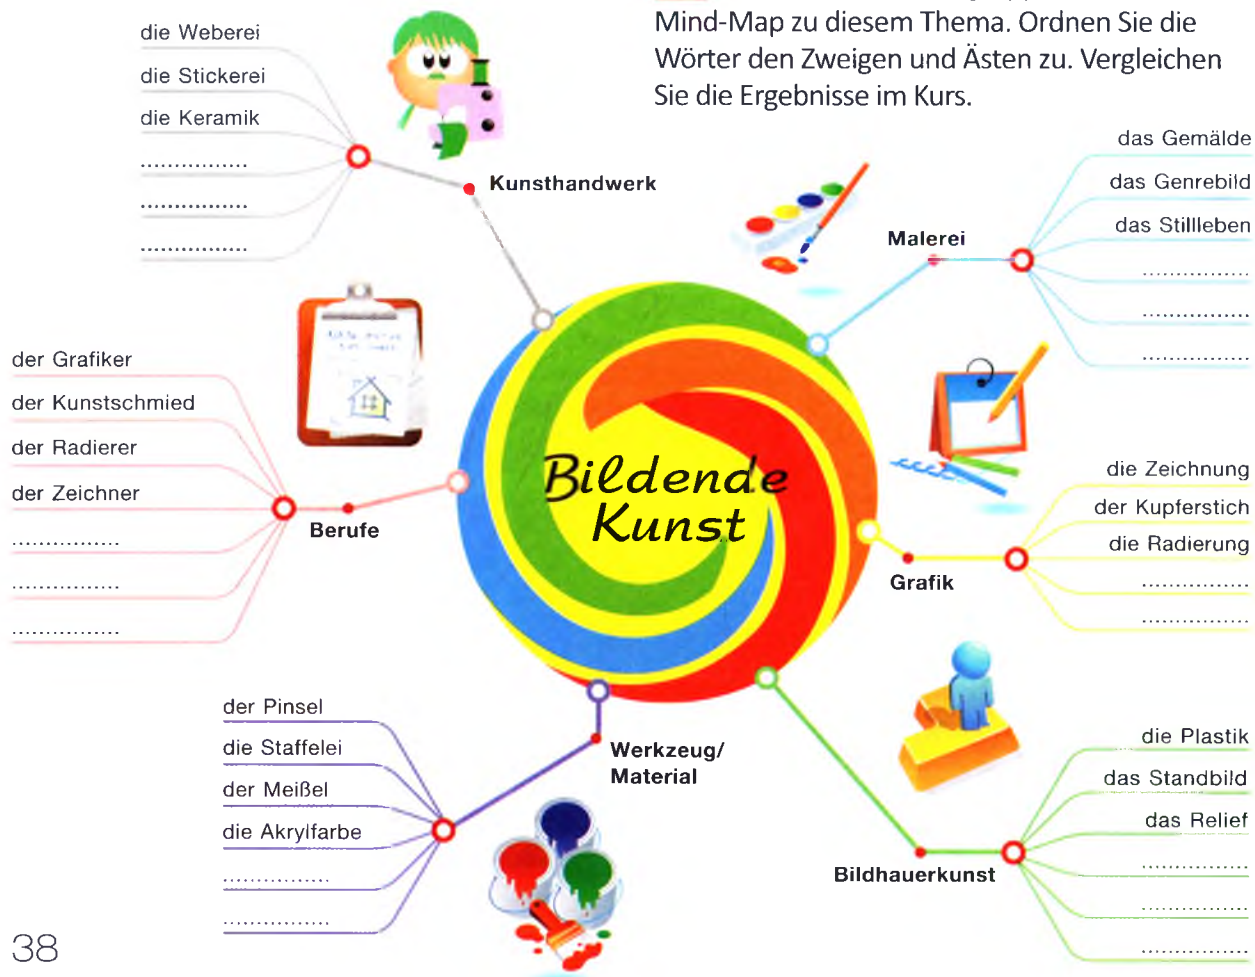 Mind-Map zu diesem Thema. Ordnen Sie die
Wörter den Zweigen und Ästen zu. Vergleichen
Sie die Ergebnisse im Kurs.
die Weberei
die Stickerei
die Keramik
................
................
................
Kunsthandwerk
das Gemälde
das Genrebild
das Stillleben
................
................
................
Malerei
der Grafiker
der Kunstschmied
der Radierer
der Zeichner
................
................
................
Berufe
Bildende
Kunst
die Zeichnung
der Kupferstich
die Radierung
................
................
Grafik
der Pinsel
die Staffelei
der Meißel
die Akrylfarbe
................
................
Werkzeug/
Material
die Plastik
das Standbild
das Relief
................
................
................
Bildhauerkunst
38